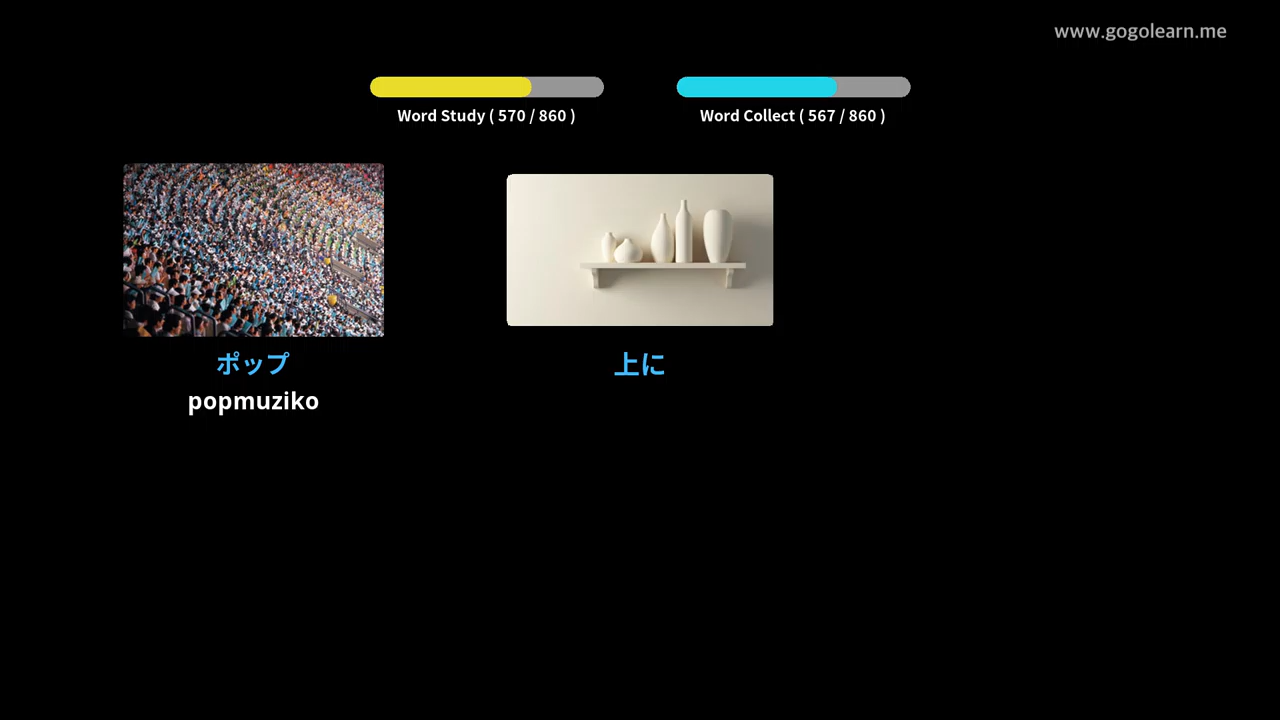 www.gogolearn.me
Word Study ( 570 / 860 )
Word Collect ( 567 / 860 )
ポップ
popmuziko
上に